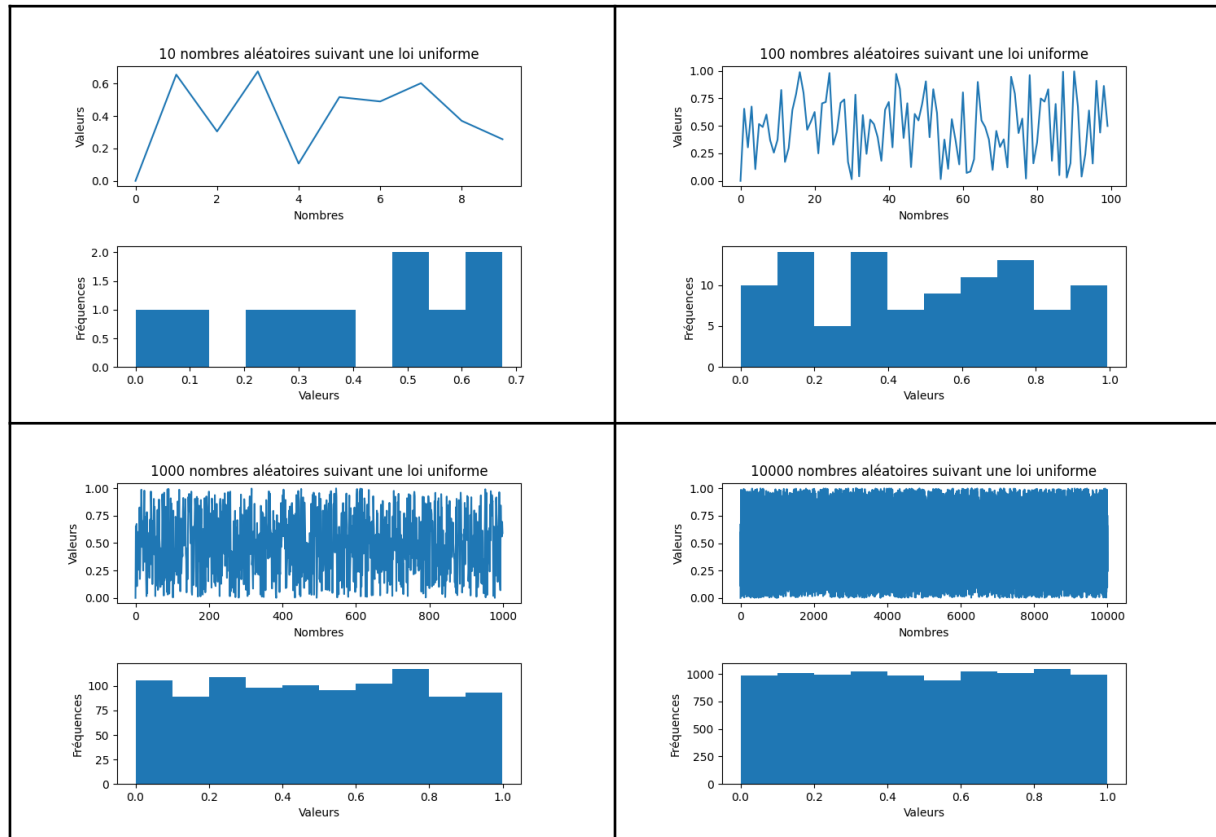 10 nombres aléatoires suivant une loi uniforme
0.6
0.4
0.2
0.0
Valeurs
0 2 4 6 8
Nombres
2.0
1.5
1.0
0.5
0.0
Fréquences
0.0 0.1 0.2 0.3 0.4 0.5 0.6 0.7
Valeurs
100 nombres aléatoires suivant une loi uniforme
1.00
0.75
0.50
0.25
0.00
Valeurs
0 20 40 60 80 100
Nombres
10
5
0
Fréquences
0.0 0.2 0.4 0.6 0.8 1.0
Valeurs
1000 nombres aléatoires suivant une loi uniforme
1.00
0.75
0.50
0.25
0.00
Valeurs
0 200 400 600 800 1000
Nombres
100
75
50
25
0
Fréquences
0.0 0.2 0.4 0.6 0.8 1.0
Valeurs
10000 nombres aléatoires suivant une loi uniforme
1.00
0.75
0.50
0.25
0.00
Valeurs
0 2000 4000 6000 8000 10000
Nombres
1000
750
500
250
0
Fréquences
0.0 0.2 0.4 0.6 0.8 1.0
Valeurs